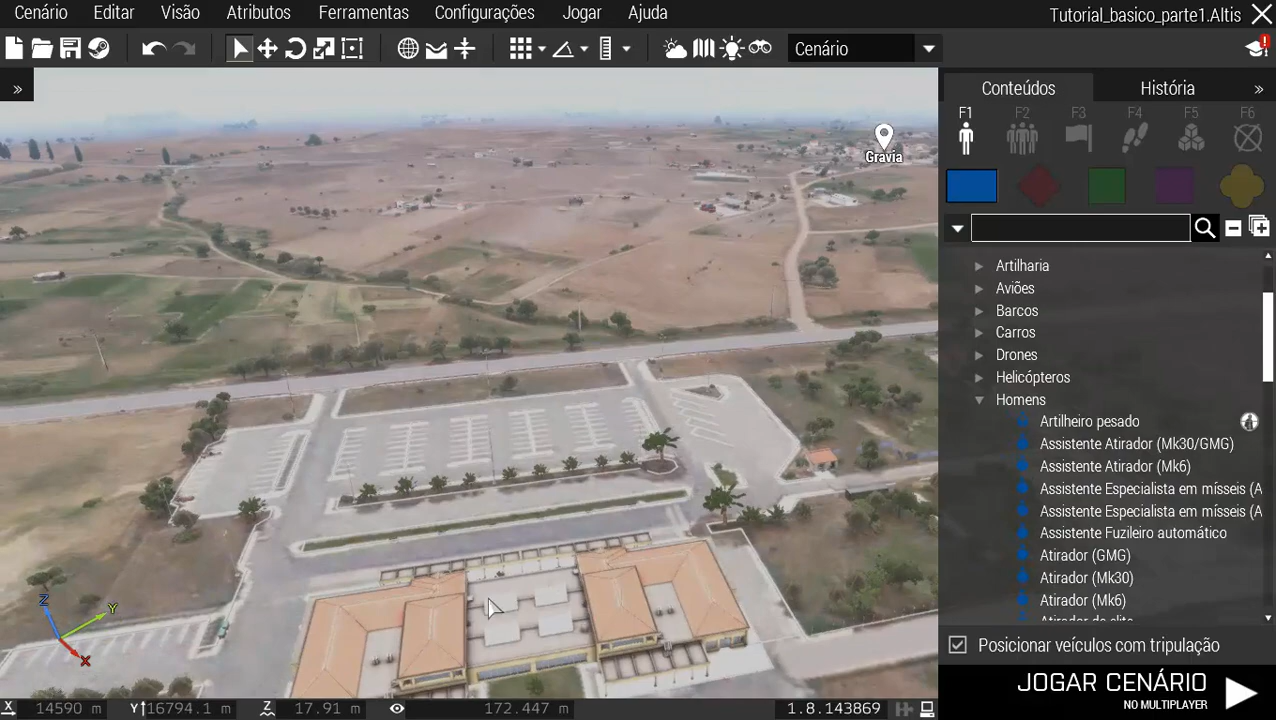 Cenário Editar Visão Atributos Ferramentas Configurações Jogar Ajuda Tutorial_basico_parte1.Altis
Cenário
Conteúdos História
F1 F2 F3 F4 F5 F6
Gravia
Artilharia
Aviões
Barcos
Carros
Drones
Helicópteros
Homens
Artilheiro pesado
Assistente Atirador (Mk30/GMG)
Assistente Atirador (Mk6)
Assistente Especialista em mísseis (A
Assistente Especialista em mísseis (A
Assistente Fuzileiro automático
Atirador (GMG)
Atirador (Mk30)
Atirador (Mk6)
Atirador de elite
Z Y X
Posicionar veículos com tripulação
JOGAR CENÁRIO
NO MULTIPLAYER
X 14590 m Y 16794.1 m Z 17.91 m 172.447 m 1.8.143869